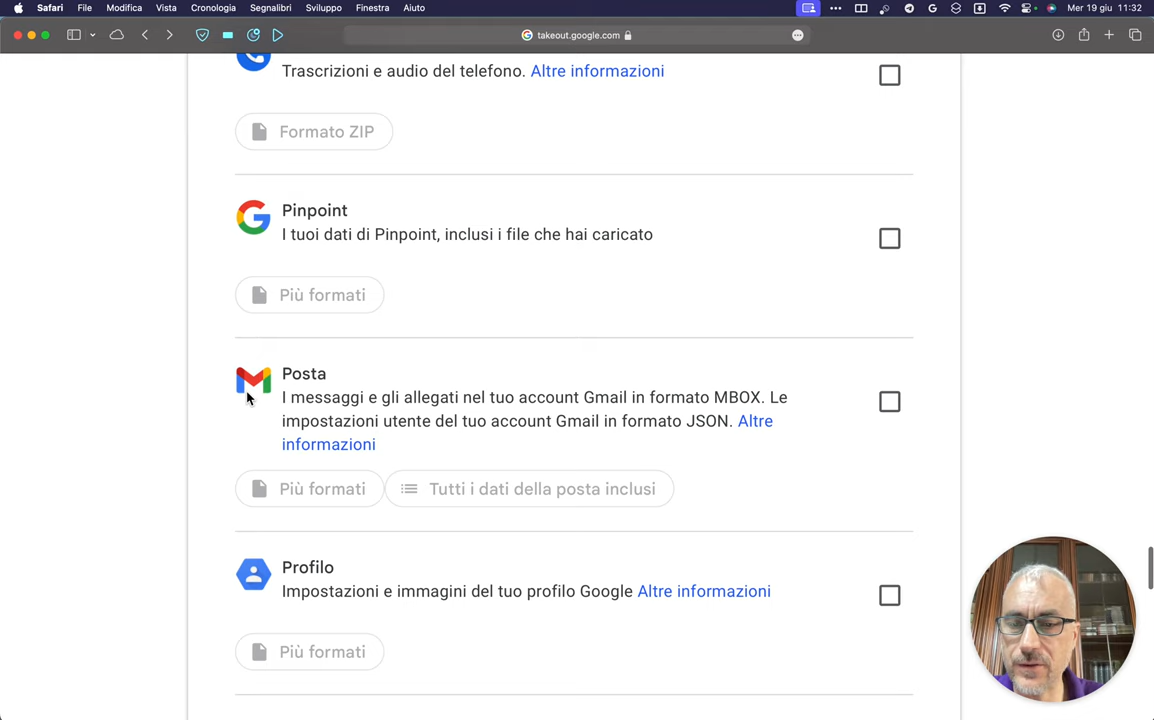 Safari File Modifica Vista Cronologia Segnalibri Sviluppo Finestra Aiuto Mer 19 giu 11:32
takeout.google.com
Trascrizioni e audio del telefono. Altre informazioni
Formato ZIP
Pinpoint
I tuoi dati di Pinpoint, inclusi i file che hai caricato
Più formati
Posta
I messaggi e gli allegati nel tuo account Gmail in formato MBOX. Le
impostazioni utente del tuo account Gmail in formato JSON. Altre
informazioni
Più formati Tutti i dati della posta inclusi
Profilo
Impostazioni e immagini del tuo profilo Google Altre informazioni
Più formati